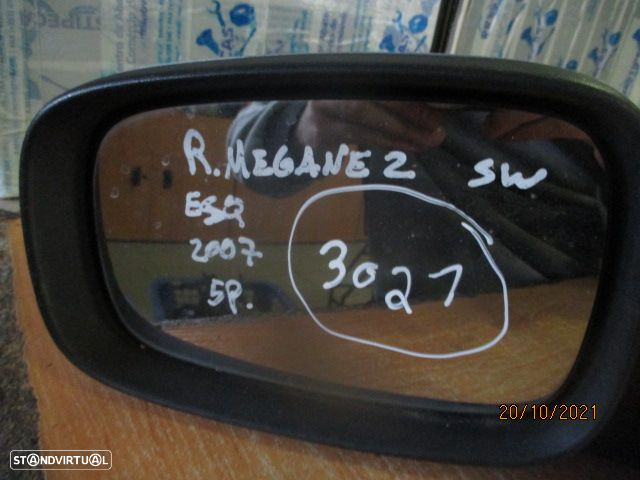 R. MEGANE 2 SW
ESQ
2007
5P.
3027
20/10/2021
STANDVIRTUAL